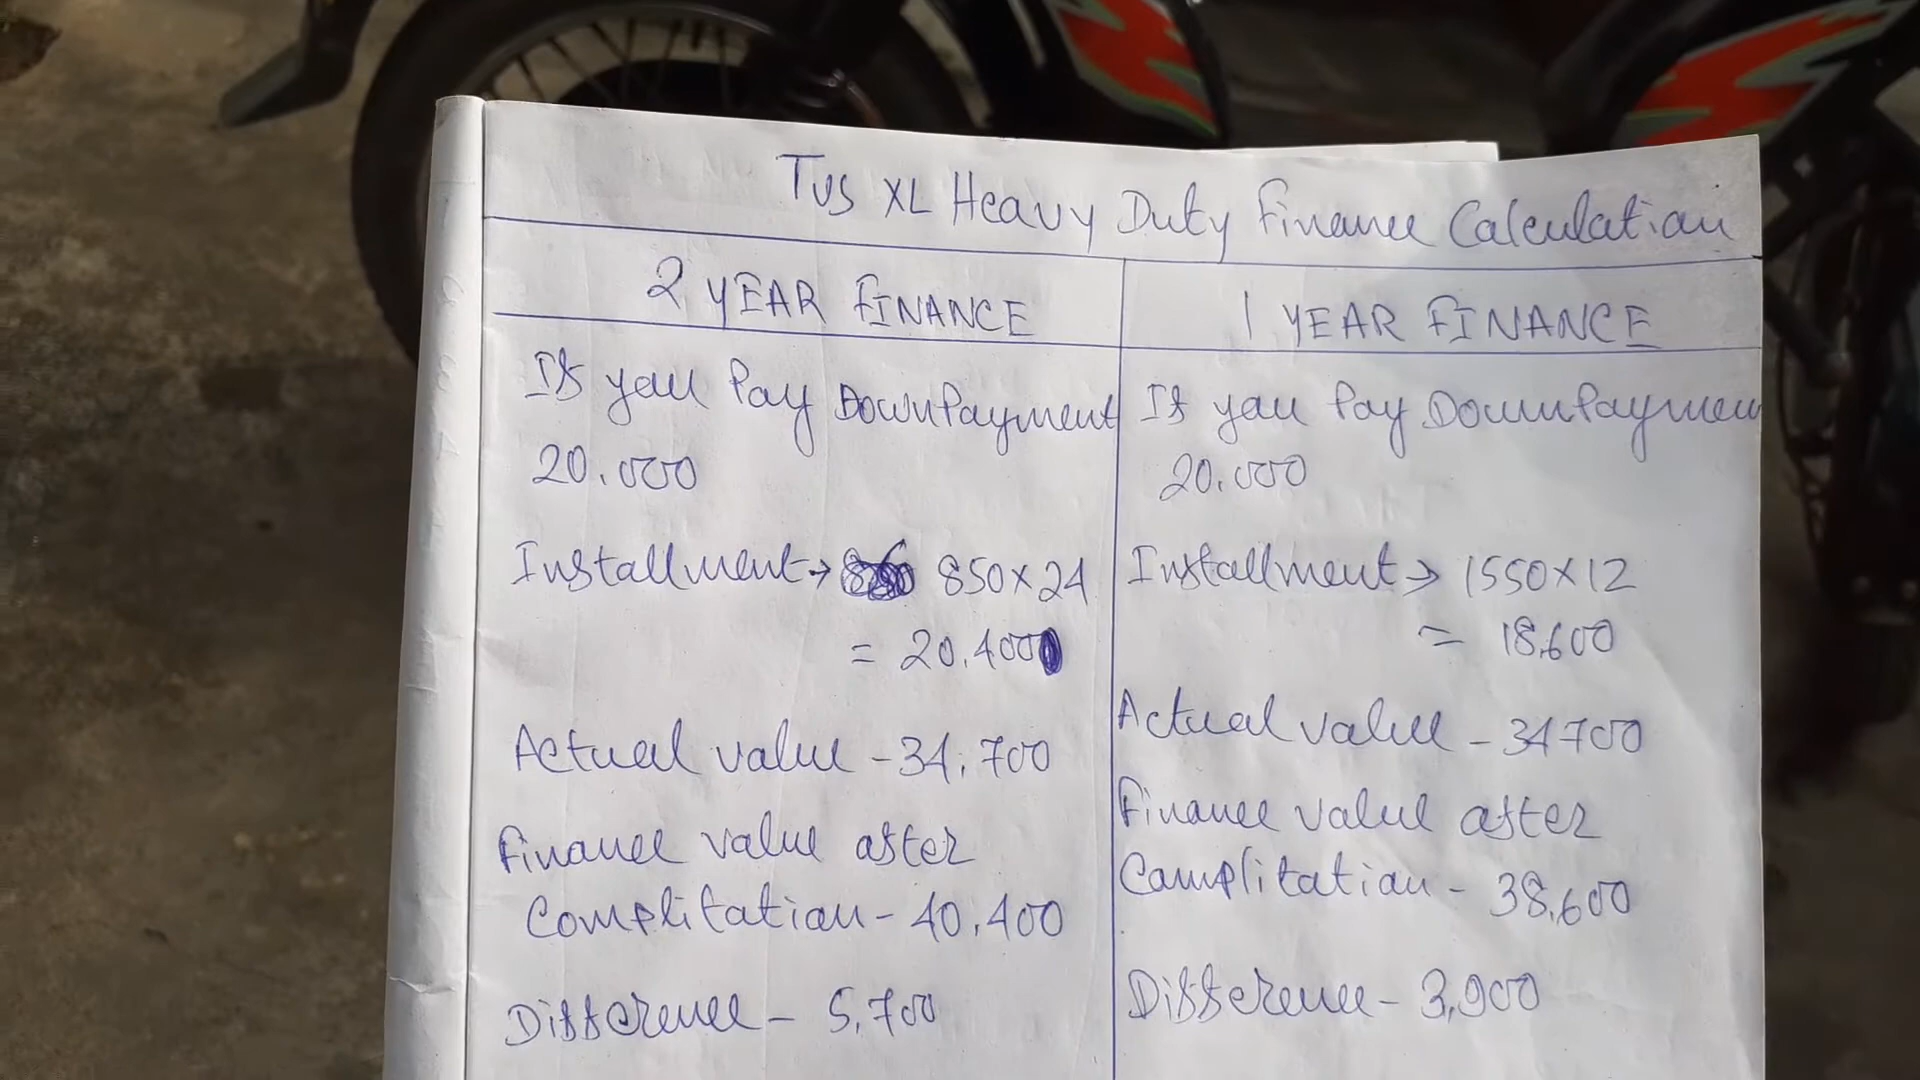 TVS XL Heavy Duty Finance Calculation
2 YEAR FINANCE
If you Pay DownPayment
20.000
Installment → 850×24
= 20.400
Actual value - 34.700
Finance value after
Complitation - 40.400
Difference - 5.700
1 YEAR FINANCE
If you Pay DownPaymen
20.000
Installment → 1550×12
= 18.600
Actual value - 34700
Finance value after
Complitation - 38.600
Difference - 3.900